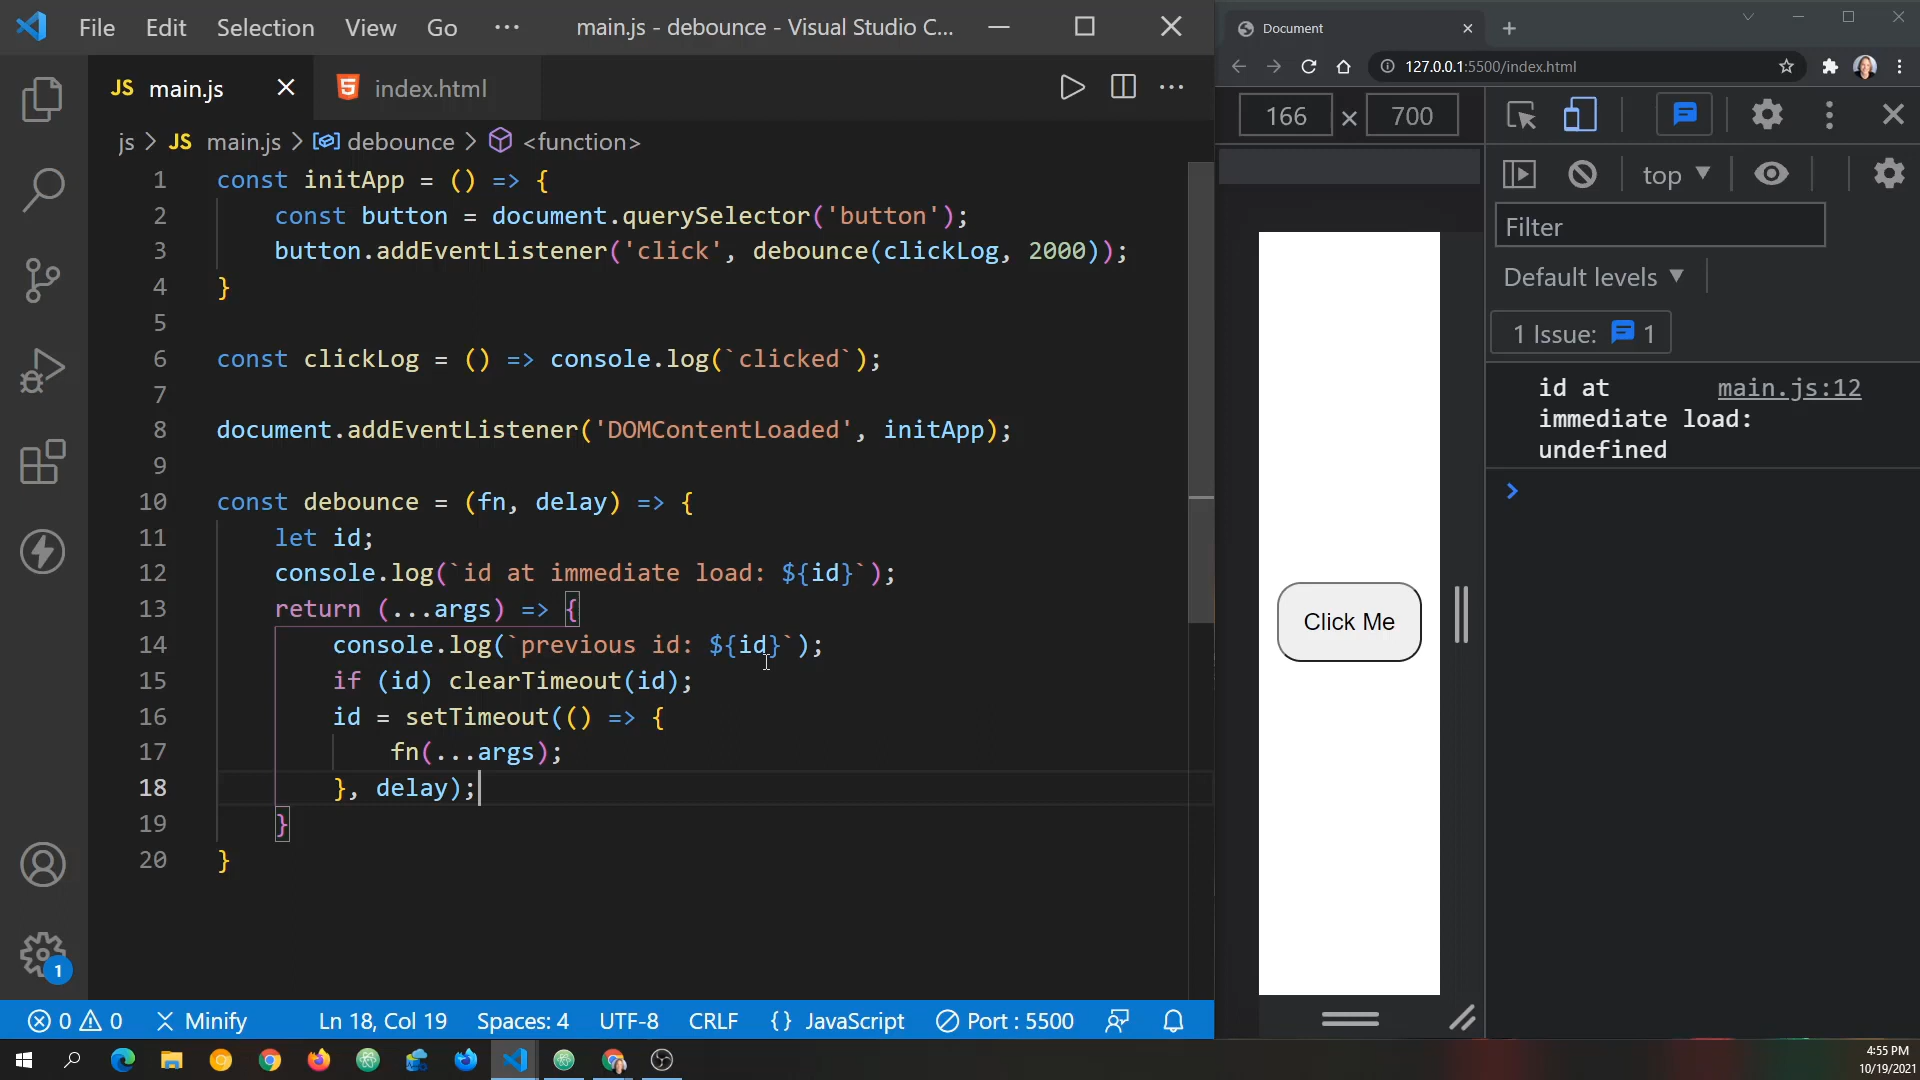 File Edit Selection View Go ··· main.js - debounce - Visual Studio C...
JS main.js
index.html
js > JS main.js > debounce > <function>
1 const initApp = () => {
2 const button = document.querySelector('button');
3 button.addEventListener('click', debounce(clickLog, 2000));
4 }
5
6 const clickLog = () => console.log(`clicked`);
7
8 document.addEventListener('DOMContentLoaded', initApp);
9
10 const debounce = (fn, delay) => {
11 let id;
12 console.log(`id at immediate load: ${id}`);
13 return (...args) => {
14 console.log(`previous id: ${id}`);
15 if (id) clearTimeout(id);
16 id = setTimeout(() => {
17 fn(...args);
18 }, delay);
19 }
20 }
1
0 0 Minify Ln 18, Col 19 Spaces: 4 UTF-8 CRLF {} JavaScript Port : 5500
Document
127.0.0.1:5500/index.html
166 × 700
top
Filter
Default levels
1 Issue: 1
id at main.js:12
immediate load:
undefined
Click Me
4:55 PM
10/19/2021